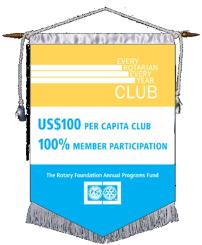 EVERY
ROTARIAN
EVERY
YEAR
CLUB
US$100 PER CAPITA CLUB
100% MEMBER PARTICIPATION
The Rotary Foundation Annual Programs Fund